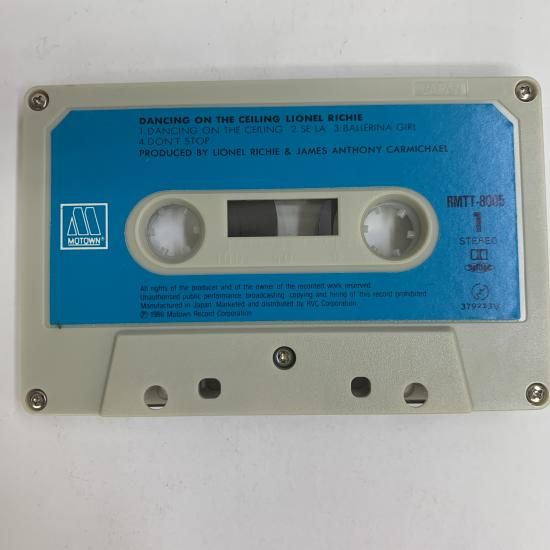 JAPAN
DANCING ON THE CEILING LIONEL RICHIE
1.DANCING ON THE CEILING 2.SE LA 3.BALLERINA GIRL
4.DON'T STOP
PRODUCED BY LIONEL RICHIE & JAMES ANTHONY CARMICHAEL
MOTOWN®
RMTT-8005
1
STEREO
100 50 0
All rights of the producer and of the owner of the recorded work reserved.
Unauthorised public performance, broadcasting, copying and hiring of this record prohibited.
Manufactured in Japan. Marketed and distributed by RVC Corporation.
℗ 1986 Motown Record Corporation